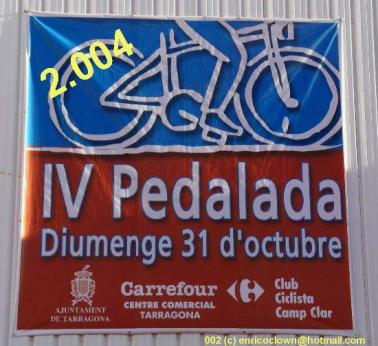 2.004
IV Pedalada
Diumenge 31 d'octubre
AJUNTAMENT
DE TARRAGONA
Carrefour
CENTRE COMERCIAL
TARRAGONA
Club
Ciclista
Camp Clar
002 (c) enricoclown@hotmail.com